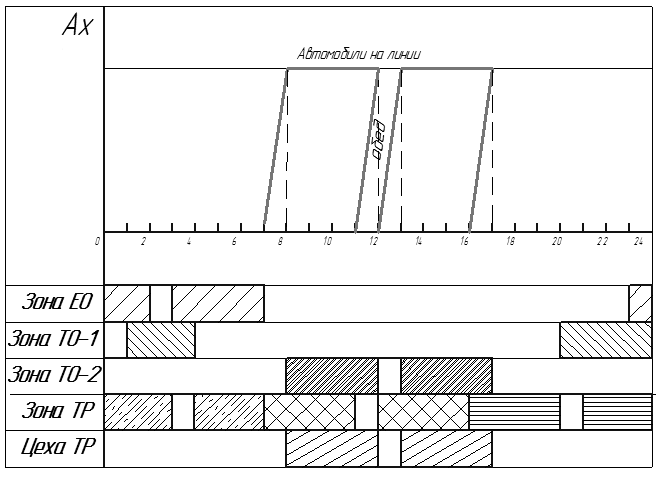 Ах
Автомобили на линии
обед
0 2 4 6 8 10 12 14 16 18 20 22 24
Зона ЕО
Зона ТО-1
Зона ТО-2
Зона ТР
Цеха ТР